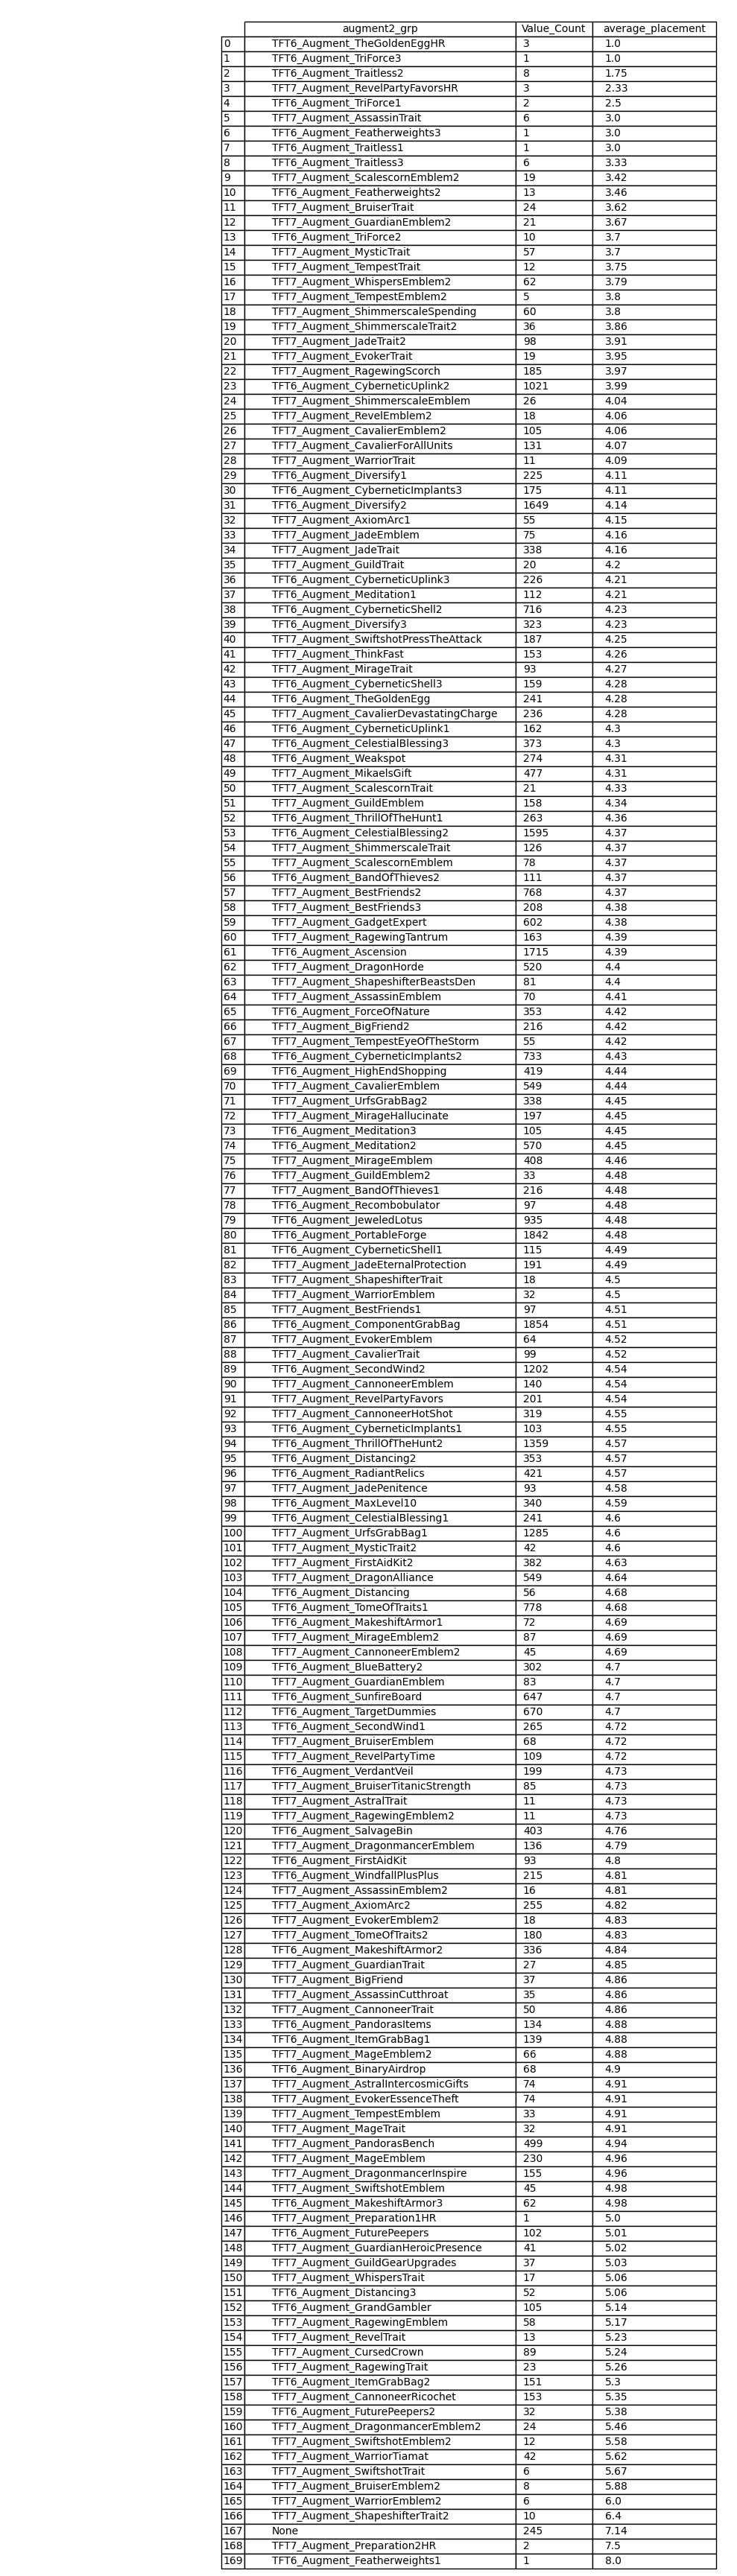 augment2_grp Value_Count average_placement
0 TFT6_Augment_TheGoldenEggHR 3 1.0
1 TFT6_Augment_TriForce3 1 1.0
2 TFT6_Augment_Traitless2 8 1.75
3 TFT7_Augment_RevelPartyFavorsHR 3 2.33
4 TFT6_Augment_TriForce1 2 2.5
5 TFT7_Augment_AssassinTrait 6 3.0
6 TFT6_Augment_Featherweights3 1 3.0
7 TFT6_Augment_Traitless1 1 3.0
8 TFT6_Augment_Traitless3 6 3.33
9 TFT7_Augment_ScalescornEmblem2 19 3.42
10 TFT6_Augment_Featherweights2 13 3.46
11 TFT7_Augment_BruiserTrait 24 3.62
12 TFT7_Augment_GuardianEmblem2 21 3.67
13 TFT6_Augment_TriForce2 10 3.7
14 TFT7_Augment_MysticTrait 57 3.7
15 TFT7_Augment_TempestTrait 12 3.75
16 TFT7_Augment_WhispersEmblem2 62 3.79
17 TFT7_Augment_TempestEmblem2 5 3.8
18 TFT7_Augment_ShimmerscaleSpending 60 3.8
19 TFT7_Augment_ShimmerscaleTrait2 36 3.86
20 TFT7_Augment_JadeTrait2 98 3.91
21 TFT7_Augment_EvokerTrait 19 3.95
22 TFT7_Augment_RagewingScorch 185 3.97
23 TFT6_Augment_CyberneticUplink2 1021 3.99
24 TFT7_Augment_ShimmerscaleEmblem 26 4.04
25 TFT7_Augment_RevelEmblem2 18 4.06
26 TFT7_Augment_CavalierEmblem2 105 4.06
27 TFT7_Augment_CavalierForAllUnits 131 4.07
28 TFT7_Augment_WarriorTrait 11 4.09
29 TFT6_Augment_Diversify1 225 4.11
30 TFT6_Augment_CyberneticImplants3 175 4.11
31 TFT6_Augment_Diversify2 1649 4.14
32 TFT7_Augment_AxiomArc1 55 4.15
33 TFT7_Augment_JadeEmblem 75 4.16
34 TFT7_Augment_JadeTrait 338 4.16
35 TFT7_Augment_GuildTrait 20 4.2
36 TFT6_Augment_CyberneticUplink3 226 4.21
37 TFT6_Augment_Meditation1 112 4.21
38 TFT6_Augment_CyberneticShell2 716 4.23
39 TFT6_Augment_Diversify3 323 4.23
40 TFT7_Augment_SwiftshotPressTheAttack 187 4.25
41 TFT7_Augment_ThinkFast 153 4.26
42 TFT7_Augment_MirageTrait 93 4.27
43 TFT6_Augment_CyberneticShell3 159 4.28
44 TFT6_Augment_TheGoldenEgg 241 4.28
45 TFT7_Augment_CavalierDevastatingCharge 236 4.28
46 TFT6_Augment_CyberneticUplink1 162 4.3
47 TFT6_Augment_CelestialBlessing3 373 4.3
48 TFT6_Augment_Weakspot 274 4.31
49 TFT7_Augment_MikaelsGift 477 4.31
50 TFT7_Augment_ScalescornTrait 21 4.33
51 TFT7_Augment_GuildEmblem 158 4.34
52 TFT6_Augment_ThrillOfTheHunt1 263 4.36
53 TFT6_Augment_CelestialBlessing2 1595 4.37
54 TFT7_Augment_ShimmerscaleTrait 126 4.37
55 TFT7_Augment_ScalescornEmblem 78 4.37
56 TFT6_Augment_BandOfThieves2 111 4.37
57 TFT7_Augment_BestFriends2 768 4.37
58 TFT7_Augment_BestFriends3 208 4.38
59 TFT7_Augment_GadgetExpert 602 4.38
60 TFT7_Augment_RagewingTantrum 163 4.39
61 TFT6_Augment_Ascension 1715 4.39
62 TFT7_Augment_DragonHorde 520 4.4
63 TFT7_Augment_ShapeshifterBeastsDen 81 4.4
64 TFT7_Augment_AssassinEmblem 70 4.41
65 TFT6_Augment_ForceOfNature 353 4.42
66 TFT7_Augment_BigFriend2 216 4.42
67 TFT7_Augment_TempestEyeOfTheStorm 55 4.42
68 TFT6_Augment_CyberneticImplants2 733 4.43
69 TFT6_Augment_HighEndShopping 419 4.44
70 TFT7_Augment_CavalierEmblem 549 4.44
71 TFT7_Augment_UrfsGrabBag2 338 4.45
72 TFT7_Augment_MirageHallucinate 197 4.45
73 TFT6_Augment_Meditation3 105 4.45
74 TFT6_Augment_Meditation2 570 4.45
75 TFT7_Augment_MirageEmblem 408 4.46
76 TFT7_Augment_GuildEmblem2 33 4.48
77 TFT7_Augment_BandOfThieves1 216 4.48
78 TFT6_Augment_Recombobulator 97 4.48
79 TFT6_Augment_JeweledLotus 935 4.48
80 TFT6_Augment_PortableForge 1842 4.48
81 TFT6_Augment_CyberneticShell1 115 4.49
82 TFT7_Augment_JadeEternalProtection 191 4.49
83 TFT7_Augment_ShapeshifterTrait 18 4.5
84 TFT7_Augment_WarriorEmblem 32 4.5
85 TFT7_Augment_BestFriends1 97 4.51
86 TFT6_Augment_ComponentGrabBag 1854 4.51
87 TFT7_Augment_EvokerEmblem 64 4.52
88 TFT7_Augment_CavalierTrait 99 4.52
89 TFT6_Augment_SecondWind2 1202 4.54
90 TFT7_Augment_CannoneerEmblem 140 4.54
91 TFT7_Augment_RevelPartyFavors 201 4.54
92 TFT7_Augment_CannoneerHotShot 319 4.55
93 TFT6_Augment_CyberneticImplants1 103 4.55
94 TFT6_Augment_ThrillOfTheHunt2 1359 4.57
95 TFT6_Augment_Distancing2 353 4.57
96 TFT6_Augment_RadiantRelics 421 4.57
97 TFT7_Augment_JadePenitence 93 4.58
98 TFT6_Augment_MaxLevel10 340 4.59
99 TFT6_Augment_CelestialBlessing1 241 4.6
100 TFT7_Augment_UrfsGrabBag1 1285 4.6
101 TFT7_Augment_MysticTrait2 42 4.6
102 TFT7_Augment_FirstAidKit2 382 4.63
103 TFT7_Augment_DragonAlliance 549 4.64
104 TFT6_Augment_Distancing 56 4.68
105 TFT6_Augment_TomeOfTraits1 778 4.68
106 TFT6_Augment_MakeshiftArmor1 72 4.69
107 TFT7_Augment_MirageEmblem2 87 4.69
108 TFT7_Augment_CannoneerEmblem2 45 4.69
109 TFT6_Augment_BlueBattery2 302 4.7
110 TFT7_Augment_GuardianEmblem 83 4.7
111 TFT6_Augment_SunfireBoard 647 4.7
112 TFT6_Augment_TargetDummies 670 4.7
113 TFT6_Augment_SecondWind1 265 4.72
114 TFT7_Augment_BruiserEmblem 68 4.72
115 TFT7_Augment_RevelPartyTime 109 4.72
116 TFT6_Augment_VerdantVeil 199 4.73
117 TFT7_Augment_BruiserTitanicStrength 85 4.73
118 TFT7_Augment_AstralTrait 11 4.73
119 TFT7_Augment_RagewingEmblem2 11 4.73
120 TFT6_Augment_SalvageBin 403 4.76
121 TFT7_Augment_DragonmancerEmblem 136 4.79
122 TFT6_Augment_FirstAidKit 93 4.8
123 TFT6_Augment_WindfallPlusPlus 215 4.81
124 TFT7_Augment_AssassinEmblem2 16 4.81
125 TFT7_Augment_AxiomArc2 255 4.82
126 TFT7_Augment_EvokerEmblem2 18 4.83
127 TFT7_Augment_TomeOfTraits2 180 4.83
128 TFT6_Augment_MakeshiftArmor2 336 4.84
129 TFT7_Augment_GuardianTrait 27 4.85
130 TFT7_Augment_BigFriend 37 4.86
131 TFT7_Augment_AssassinCutthroat 35 4.86
132 TFT7_Augment_CannoneerTrait 50 4.86
133 TFT6_Augment_PandorasItems 134 4.88
134 TFT6_Augment_ItemGrabBag1 139 4.88
135 TFT7_Augment_MageEmblem2 66 4.88
136 TFT6_Augment_BinaryAirdrop 68 4.9
137 TFT7_Augment_AstralIntercosmicGifts 74 4.91
138 TFT7_Augment_EvokerEssenceTheft 74 4.91
139 TFT7_Augment_TempestEmblem 33 4.91
140 TFT7_Augment_MageTrait 32 4.91
141 TFT7_Augment_PandorasBench 499 4.94
142 TFT7_Augment_MageEmblem 230 4.96
143 TFT7_Augment_DragonmancerInspire 155 4.96
144 TFT7_Augment_SwiftshotEmblem 45 4.98
145 TFT6_Augment_MakeshiftArmor3 62 4.98
146 TFT7_Augment_Preparation1HR 1 5.0
147 TFT6_Augment_FuturePeepers 102 5.01
148 TFT7_Augment_GuardianHeroicPresence 41 5.02
149 TFT7_Augment_GuildGearUpgrades 37 5.03
150 TFT7_Augment_WhispersTrait 17 5.06
151 TFT6_Augment_Distancing3 52 5.06
152 TFT6_Augment_GrandGambler 105 5.14
153 TFT7_Augment_RagewingEmblem 58 5.17
154 TFT7_Augment_RevelTrait 13 5.23
155 TFT7_Augment_CursedCrown 89 5.24
156 TFT7_Augment_RagewingTrait 23 5.26
157 TFT6_Augment_ItemGrabBag2 151 5.3
158 TFT7_Augment_CannoneerRicochet 153 5.35
159 TFT6_Augment_FuturePeepers2 32 5.38
160 TFT7_Augment_DragonmancerEmblem2 24 5.46
161 TFT7_Augment_SwiftshotEmblem2 12 5.58
162 TFT7_Augment_WarriorTiamat 42 5.62
163 TFT7_Augment_SwiftshotTrait 6 5.67
164 TFT7_Augment_BruiserEmblem2 8 5.88
165 TFT7_Augment_WarriorEmblem2 6 6.0
166 TFT7_Augment_ShapeshifterTrait2 10 6.4
167 None 245 7.14
168 TFT7_Augment_Preparation2HR 2 7.5
169 TFT6_Augment_Featherweights1 1 8.0